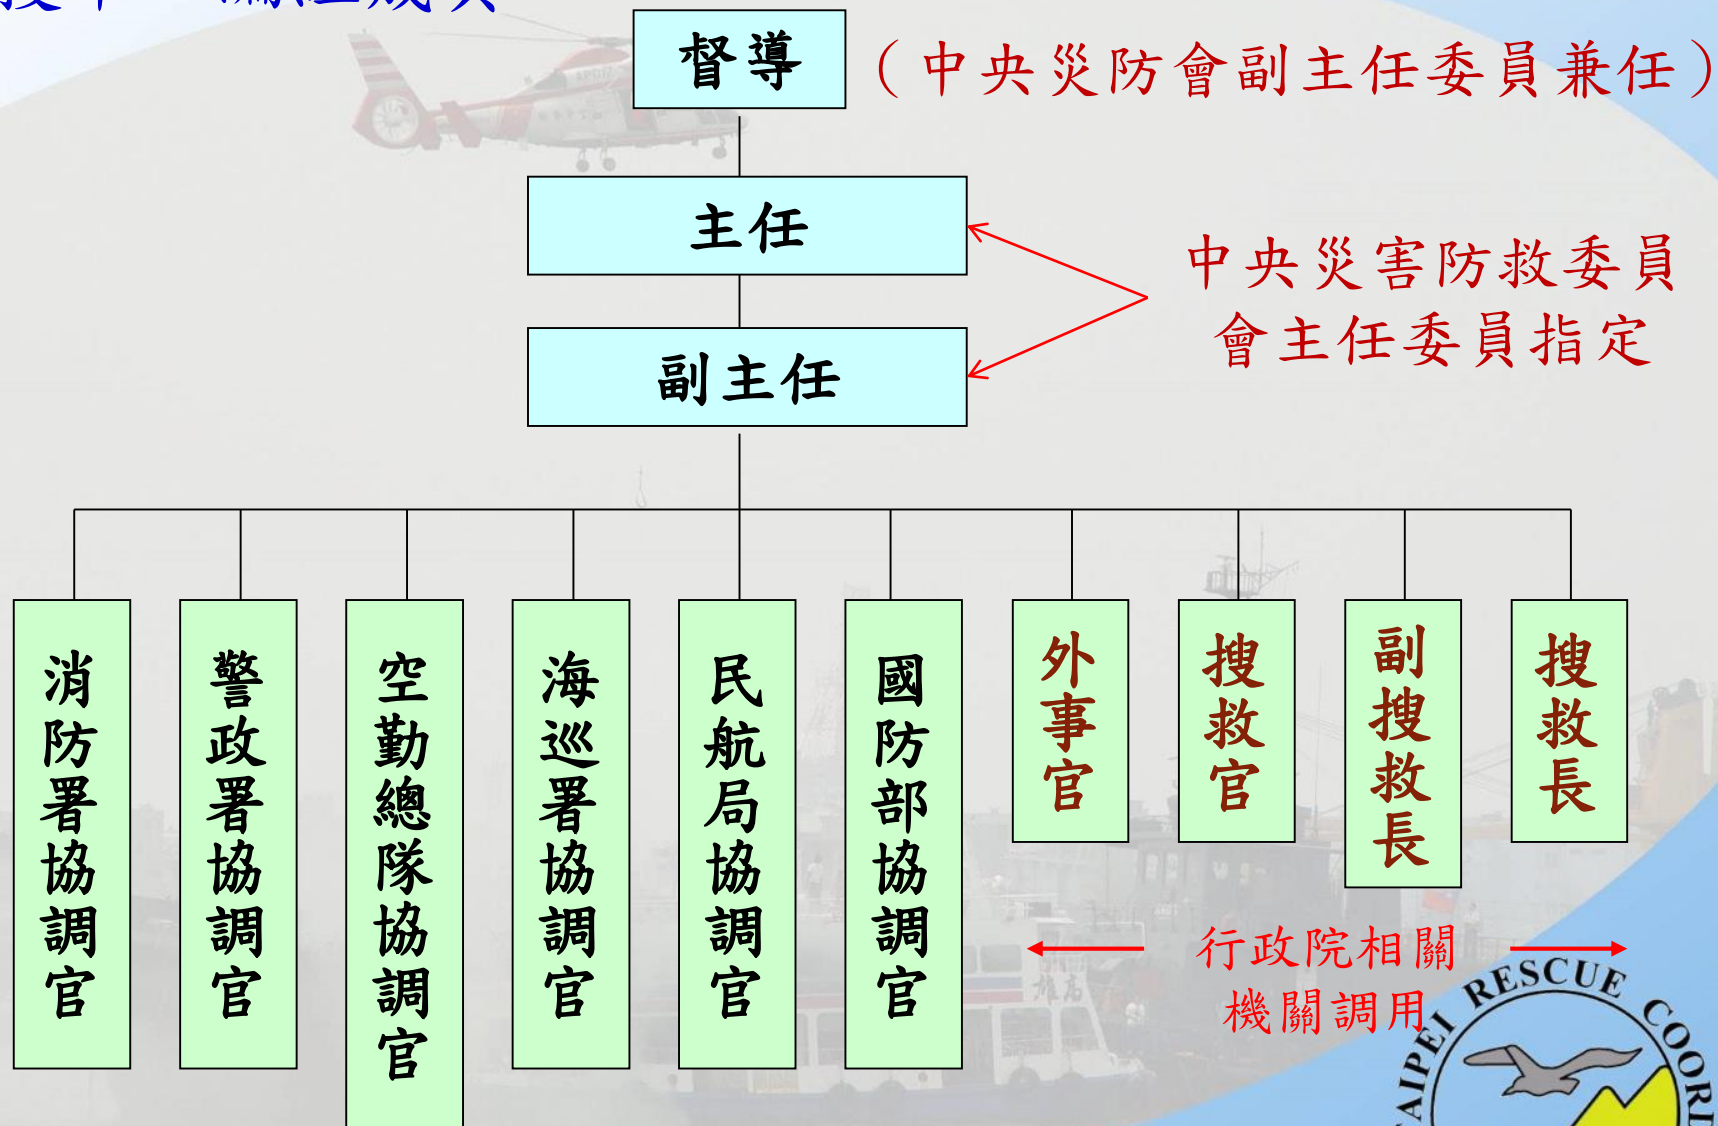 督導
（中央災防會副主任委員兼任）
主任
中央災害防救委員
會主任委員指定
副主任
消防署協調官
警政署協調官
空勤總隊協調官
海巡署協調官
民航局協調官
國防部協調官
外事官
搜救官
副搜救長
搜救長
行政院相關
機關調用
RESCUE